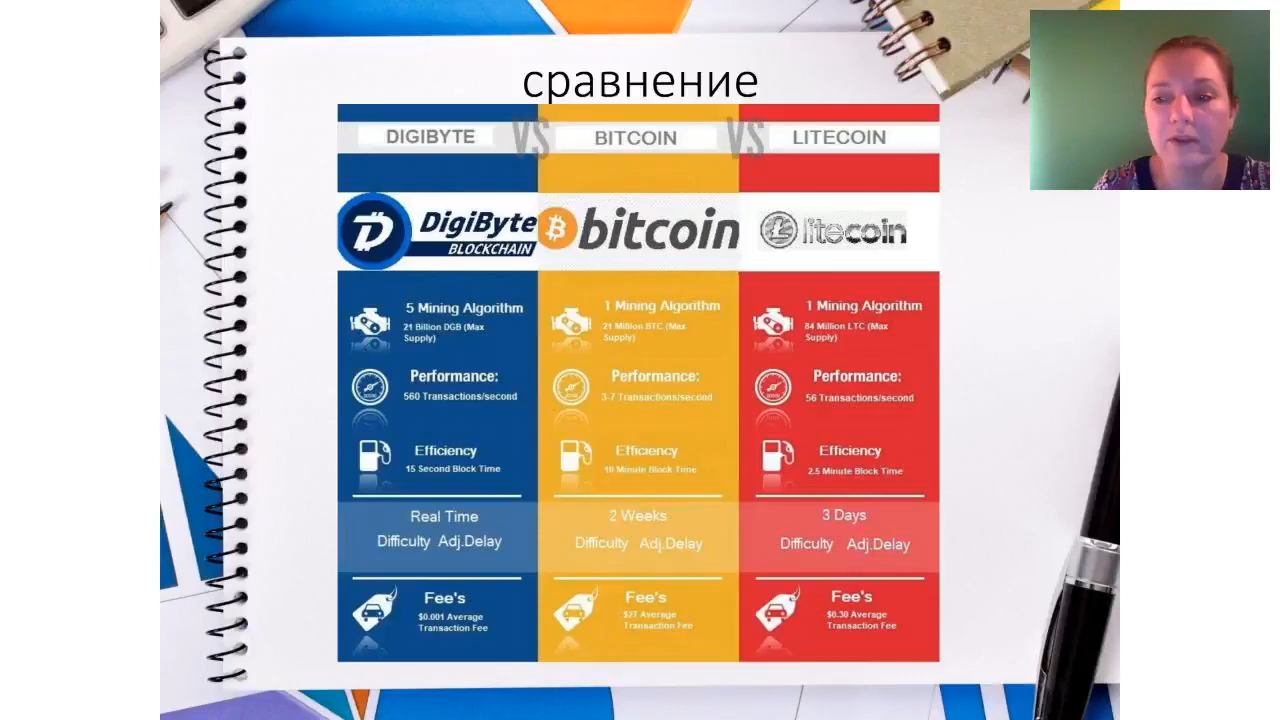 сравнение
DIGIBYTE VS BITCOIN VS LITECOIN
DigiByte
BLOCKCHAIN
bitcoin
litecoin
5 Mining Algorithm
21 Billion DGB (Max
Supply)
Performance:
560 Transactions/second
Efficiency
15 Second Block Time
Real Time
Difficulty Adj.Delay
Fee's
$0.001 Average
Transaction Fee
1 Mining Algorithm
21 Million BTC (Max
Supply)
Performance:
3-7 Transactions/second
Efficiency
10 Minute Block Time
2 Weeks
Difficulty Adj.Delay
Fee's
$27 Average
Transaction Fee
1 Mining Algorithm
84 Million LTC (Max
Supply)
Performance:
56 Transactions/second
Efficiency
2.5 Minute Block Time
3 Days
Difficulty Adj.Delay
Fee's
$0.30 Average
Transaction Fee